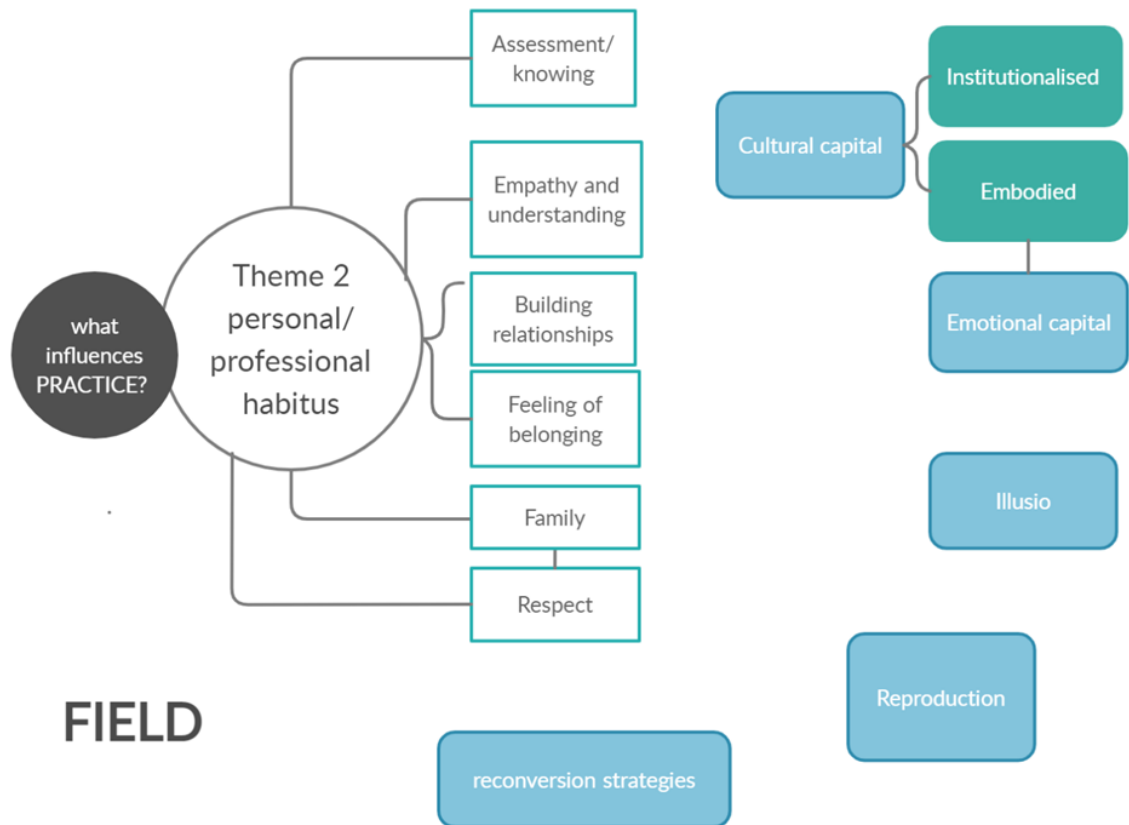 what
influences
PRACTICE?
Theme 2
personal/
professional
habitus
Assessment/
knowing
Empathy and
understanding
Building
relationships
Feeling of
belonging
Family
Respect
Cultural capital
Institutionalised
Embodied
Emotional capital
Illusio
Reproduction
reconversion strategies
FIELD